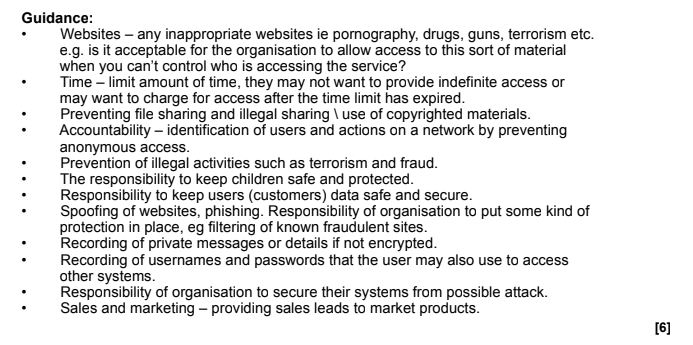 Guidance:
• Websites – any inappropriate websites ie pornography, drugs, guns, terrorism etc.
e.g. is it acceptable for the organisation to allow access to this sort of material
when you can't control who is accessing the service?
• Time – limit amount of time, they may not want to provide indefinite access or
may want to charge for access after the time limit has expired.
• Preventing file sharing and illegal sharing \ use of copyrighted materials.
• Accountability – identification of users and actions on a network by preventing
anonymous access.
• Prevention of illegal activities such as terrorism and fraud.
• The responsibility to keep children safe and protected.
• Responsibility to keep users (customers) data safe and secure.
• Spoofing of websites, phishing. Responsibility of organisation to put some kind of
protection in place, eg filtering of known fraudulent sites.
• Recording of private messages or details if not encrypted.
• Recording of usernames and passwords that the user may also use to access
other systems.
• Responsibility of organisation to secure their systems from possible attack.
• Sales and marketing – providing sales leads to market products.
[6]